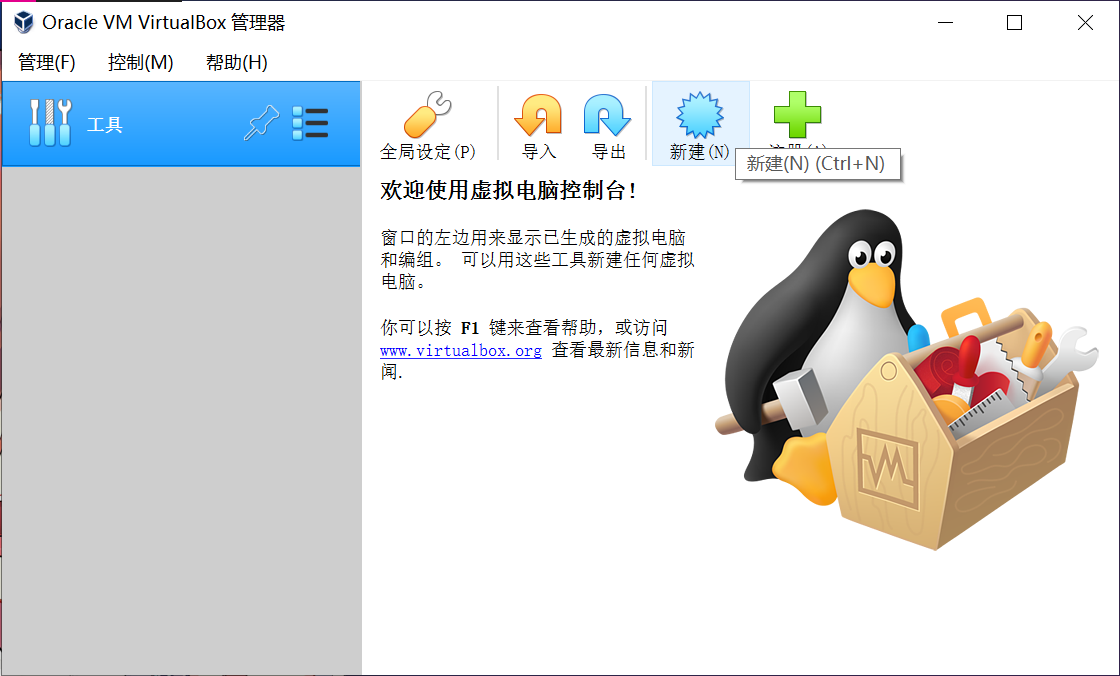 Oracle VM VirtualBox 管理器
管理(F) 控制(M) 帮助(H)
工具
全局设定(P) 导入 导出 新建(N)
新建(N) (Ctrl+N)
欢迎使用虚拟电脑控制台!
窗口的左边用来显示已生成的虚拟电脑
和编组。 可以用这些工具新建任何虚拟
电脑。
你可以按 F1 键来查看帮助，或访问
www.virtualbox.org 查看最新信息和新
闻.